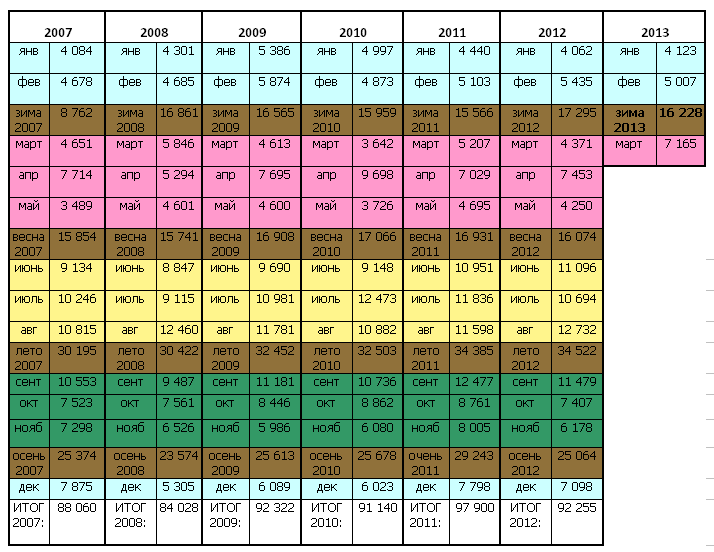 2007 2008 2009 2010 2011 2012 2013
янв 4 084 янв 4 301 янв 5 386 янв 4 997 янв 4 440 янв 4 062 янв 4 123
фев 4 678 фев 4 685 фев 5 874 фев 4 873 фев 5 103 фев 5 435 фев 5 007
зима 8 762 зима 16 861 зима 16 565 зима 15 959 зима 15 566 зима 17 295 зима 16 228
2007 2008 2009 2010 2011 2012 2013
март 4 651 март 5 846 март 4 613 март 3 642 март 5 207 март 4 371 март 7 165
апр 7 714 апр 5 294 апр 7 695 апр 9 698 апр 7 029 апр 7 453
май 3 489 май 4 601 май 4 600 май 3 726 май 4 695 май 4 250
весна 15 854 весна 15 741 весна 16 908 весна 17 066 весна 16 931 весна 16 074
2007 2008 2009 2010 2011 2012
июнь 9 134 июнь 8 847 июнь 9 690 июнь 9 148 июнь 10 951 июнь 11 096
июль 10 246 июль 9 115 июль 10 981 июль 12 473 июль 11 836 июль 10 694
авг 10 815 авг 12 460 авг 11 781 авг 10 882 авг 11 598 авг 12 732
лето 30 195 лето 30 422 лето 32 452 лето 32 503 лето 34 385 лето 34 522
2007 2008 2009 2010 2011 2012
сент 10 553 сент 9 487 сент 11 181 сент 10 736 сент 12 477 сент 11 479
окт 7 523 окт 7 561 окт 8 446 окт 8 862 окт 8 761 окт 7 407
нояб 7 298 нояб 6 526 нояб 5 986 нояб 6 080 нояб 8 005 нояб 6 178
осень 25 374 осень 23 574 осень 25 613 осень 25 678 очень 29 243 осень 25 064
2007 2008 2009 2010 2011 2012
дек 7 875 дек 5 305 дек 6 089 дек 6 023 дек 7 798 дек 7 098
ИТОГ 88 060 ИТОГ 84 028 ИТОГ 92 322 ИТОГ 91 140 ИТОГ 97 900 ИТОГ 92 255
2007: 2008: 2009: 2010: 2011: 2012: